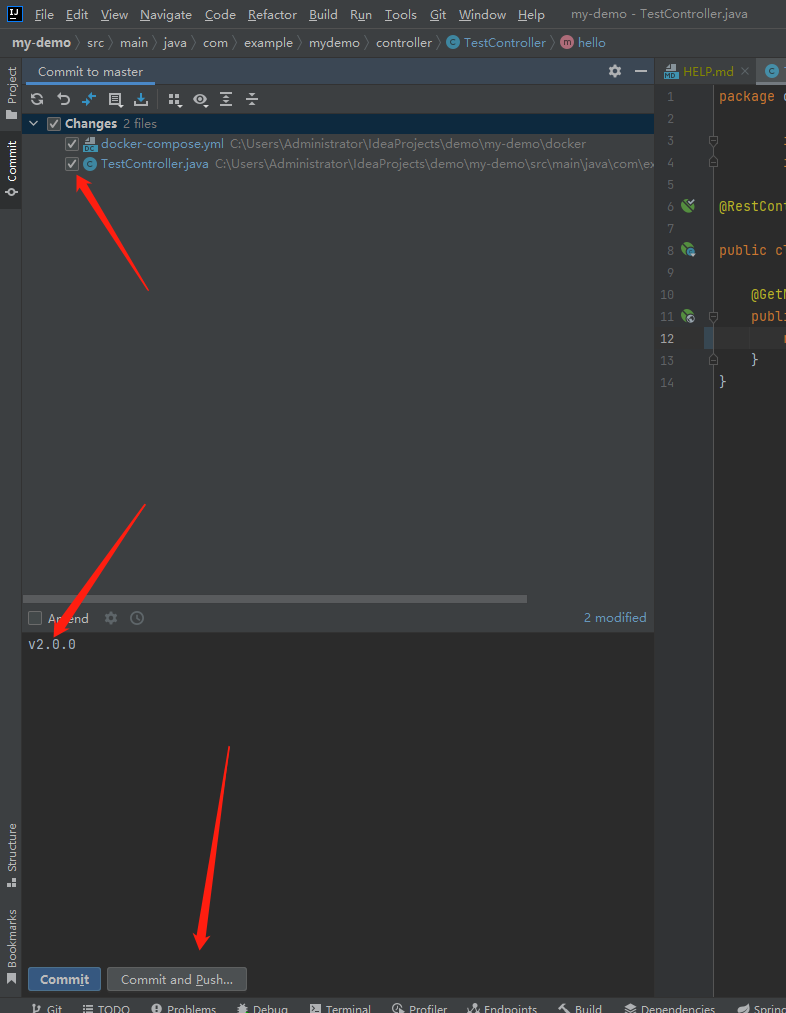 File Edit View Navigate Code Refactor Build Run Tools Git Window Help my-demo - TestController.java
my-demo src main java com example mydemo controller TestController hello
Project
Commit
Structure
Bookmarks
Commit to master
Changes 2 files
docker-compose.yml C:\Users\Administrator\IdeaProjects\demo\my-demo\docker
TestController.java C:\Users\Administrator\IdeaProjects\demo\my-demo\src\main\java\com\ex
Amend 2 modified
v2.0.0
Commit Commit and Push...
HELP.md
1 package
2
3
4
5
6 @RestCon
7
8 public cl
9
10 @GetM
11 publi
12
13 }
14 }
Git TODO Problems Debug Terminal Profiler Endpoints Build Dependencies Spring